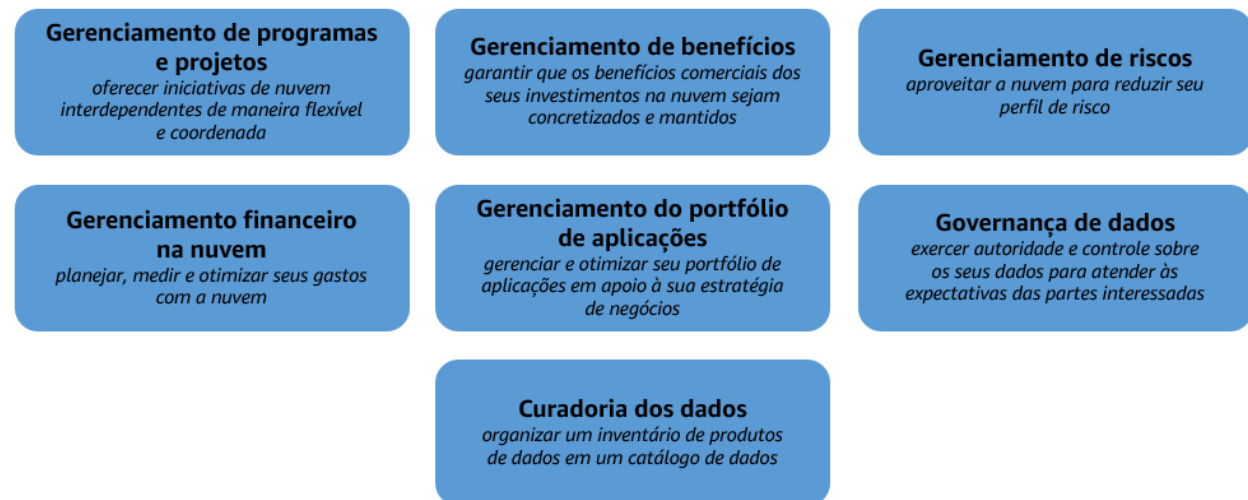 Gerenciamento de programas
e projetos
oferecer iniciativas de nuvem
interdependentes de maneira flexível
e coordenada
Gerenciamento de benefícios
garantir que os benefícios comerciais dos
seus investimentos na nuvem sejam
concretizados e mantidos
Gerenciamento de riscos
aproveitar a nuvem para reduzir seu
perfil de risco
Gerenciamento financeiro
na nuvem
planejar, medir e otimizar seus gastos
com a nuvem
Gerenciamento do portfólio
de aplicações
gerenciar e otimizar seu portfólio de
aplicações em apoio à sua estratégia
de negócios
Governança de dados
exercer autoridade e controle sobre
os seus dados para atender às
expectativas das partes interessadas
Curadoria dos dados
organizar um inventário de produtos
de dados em um catálogo de dados